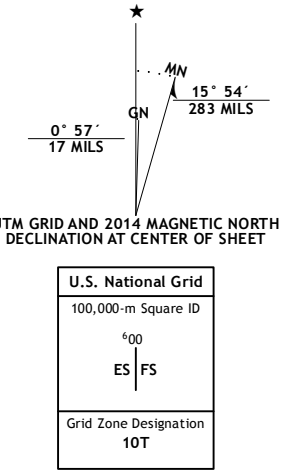 MN
15° 54´
283 MILS
GN
0° 57´
17 MILS
UTM GRID AND 2014 MAGNETIC NORTH
DECLINATION AT CENTER OF SHEET
U.S. National Grid
100,000-m Square ID
⁶00
ES FS
Grid Zone Designation
10T